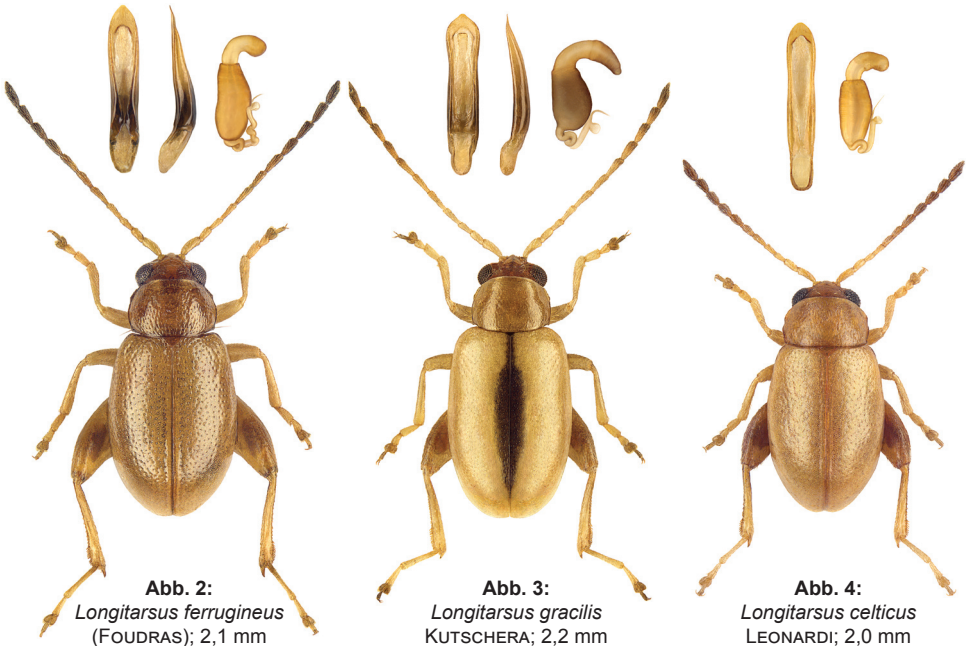 Abb. 2:
Longitarsus ferrugineus
(FOUDRAS); 2,1 mm
Abb. 3:
Longitarsus gracilis
KUTSCHERA; 2,2 mm
Abb. 4:
Longitarsus celticus
LEONARDI; 2,0 mm